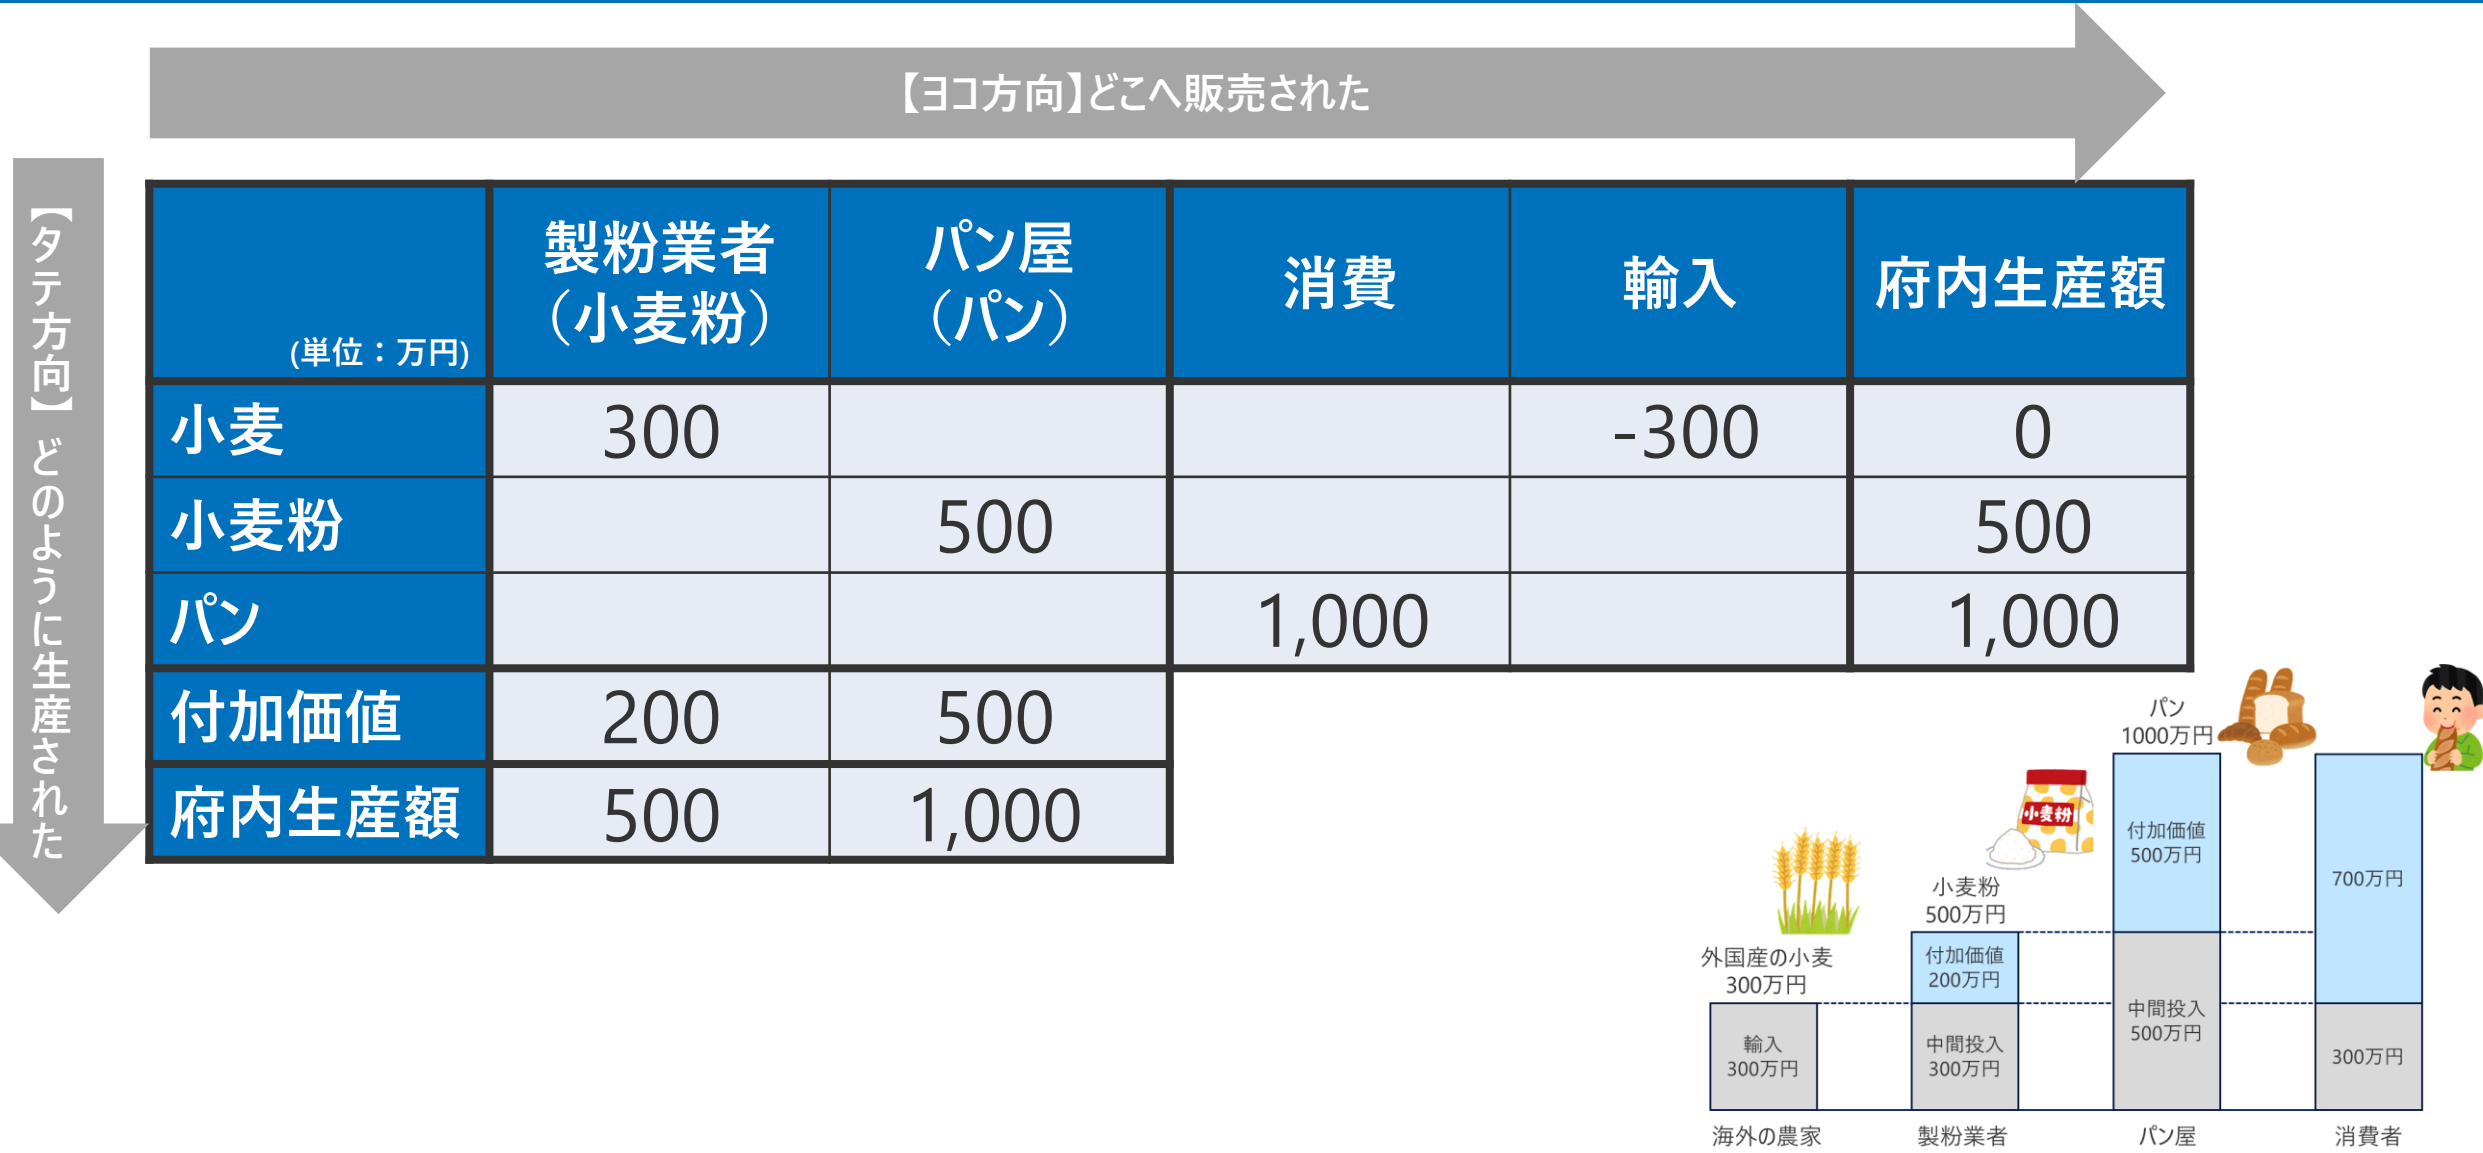 【ヨコ方向】どこへ販売された
【タテ方向】どのように生産された
(単位：万円)
製粉業者
（小麦粉）
パン屋
（パン）
消費
輸入
府内生産額
小麦 300 -300 0
小麦粉 500 500
パン 1,000 1,000
付加価値 200 500
府内生産額 500 1,000
外国産の小麦
300万円
輸入
300万円
海外の農家
小麦粉
小麦粉
500万円
付加価値
200万円
中間投入
300万円
製粉業者
パン
1000万円
付加価値
500万円
中間投入
500万円
パン屋
700万円
300万円
消費者